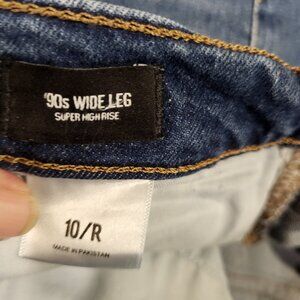 '90s WIDE LEG
SUPER HIGH RISE
10/R
MADE IN PAKISTAN